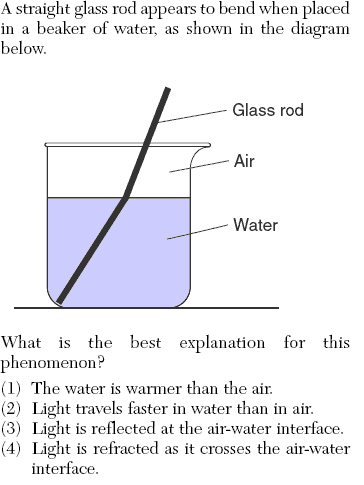 A straight glass rod appears to bend when placed
in a beaker of water, as shown in the diagram
below.
Glass rod
Air
Water
What is the best explanation for this
phenomenon?
(1) The water is warmer than the air.
(2) Light travels faster in water than in air.
(3) Light is reflected at the air-water interface.
(4) Light is refracted as it crosses the air-water
interface.